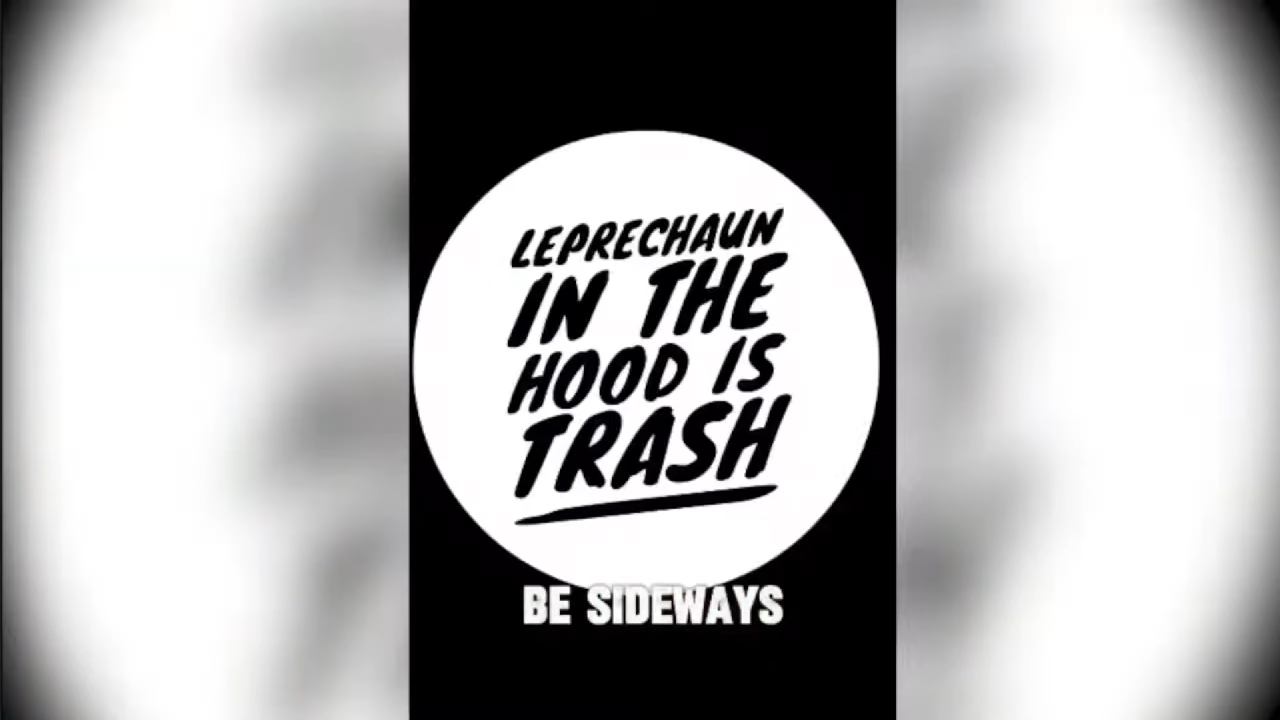 LEPRECHAUN
IN THE
HOOD IS
TRASH
BE SIDEWAYS